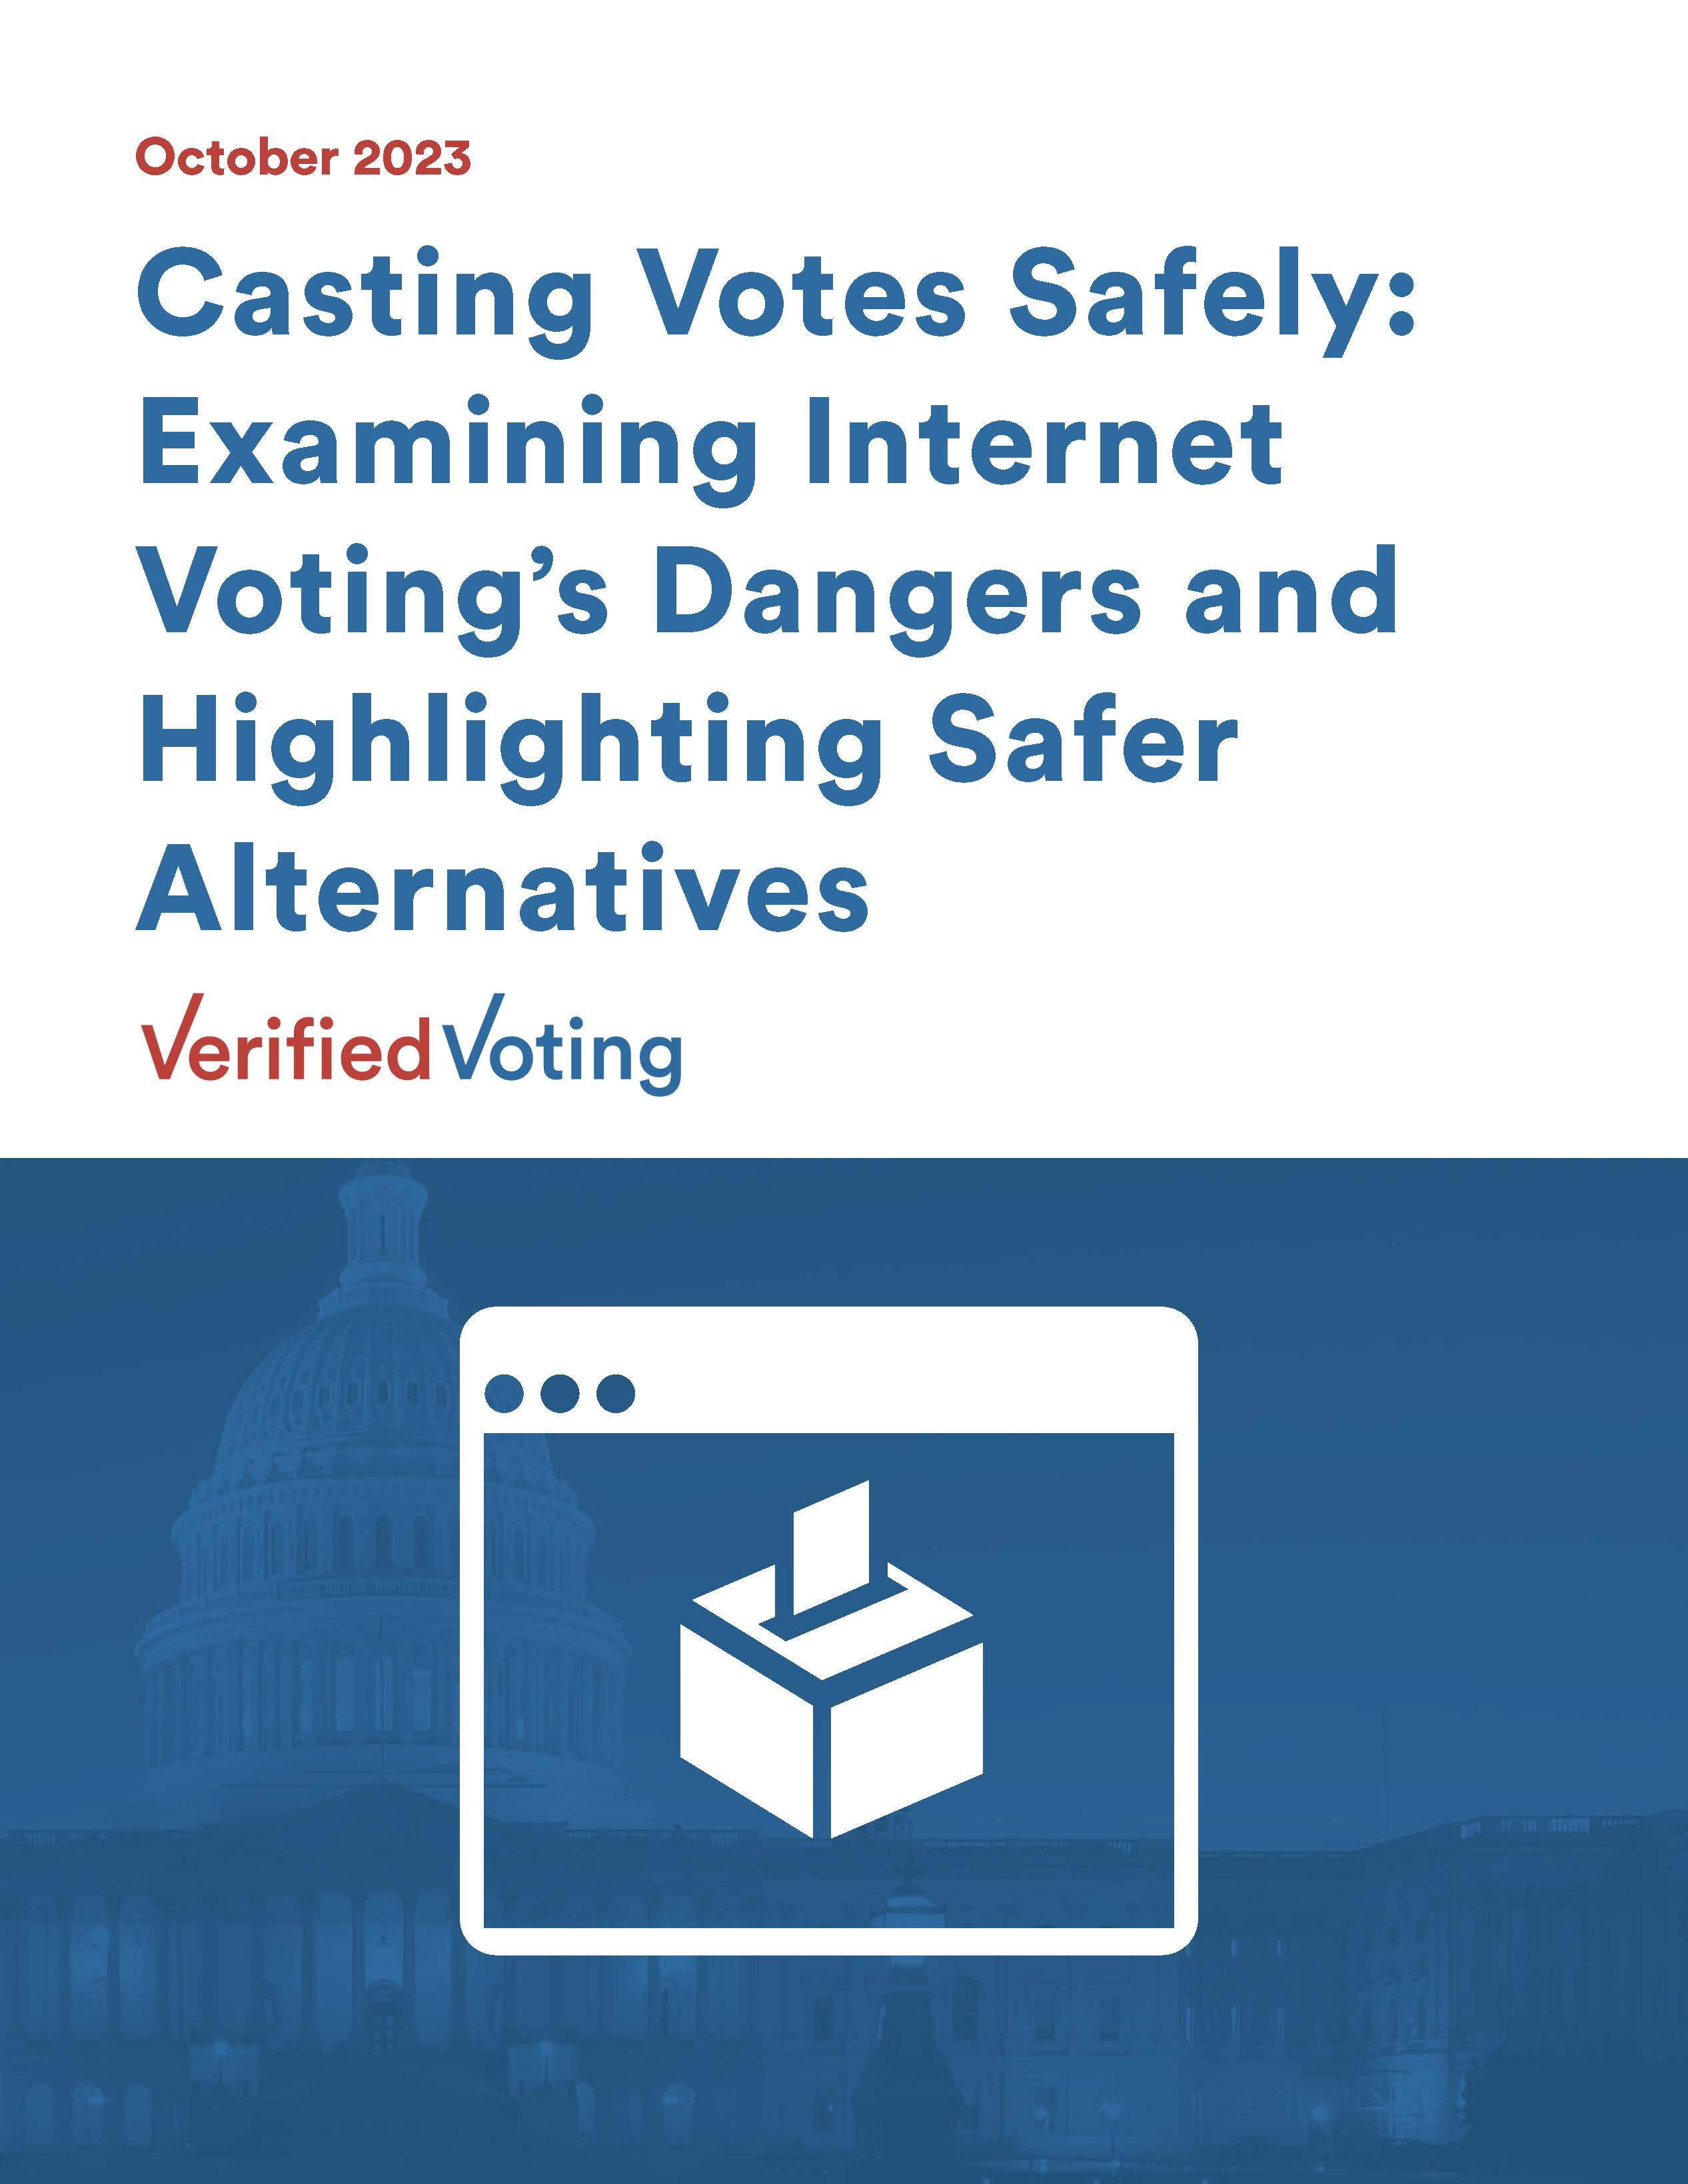 October 2023
Casting Votes Safely:
Examining Internet
Voting’s Dangers and
Highlighting Safer
Alternatives
VerifiedVoting